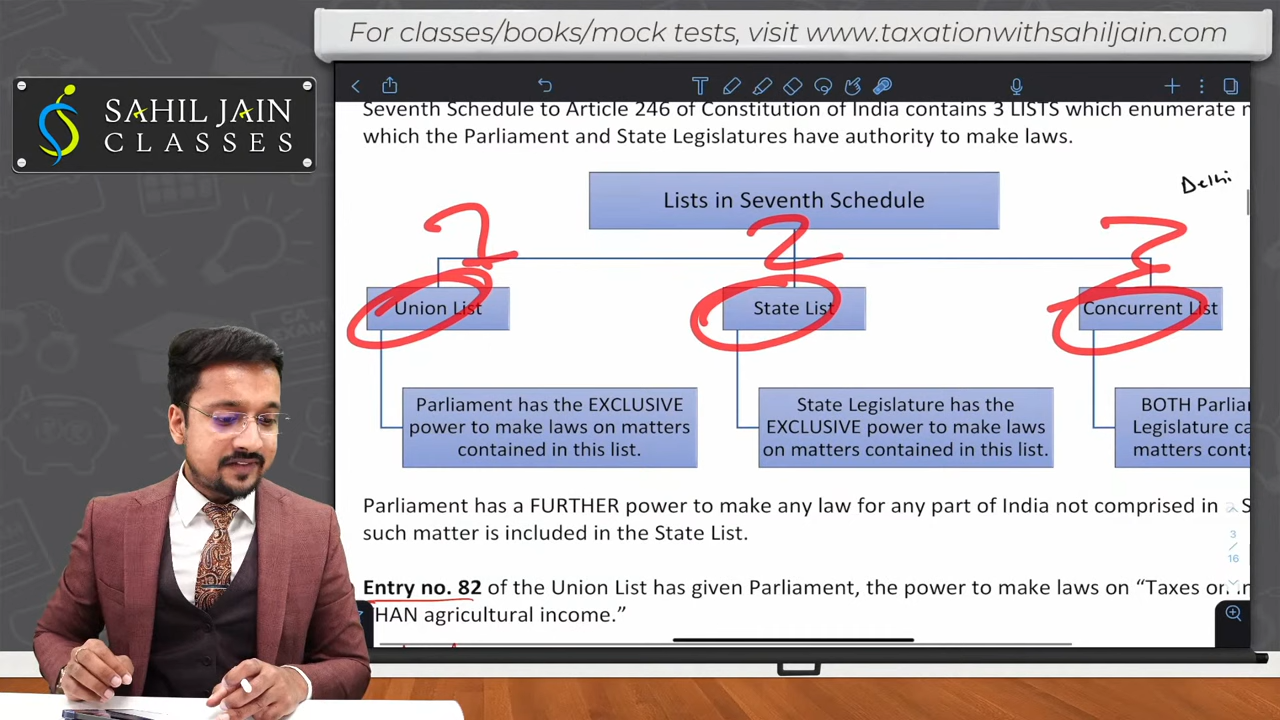 For classes/books/mock tests, visit www.taxationwithsahiljain.com
SAHIL JAIN
CLASSES
Seventh Schedule to Article 246 of Constitution of India contains 3 LISTS which enumerate
which the Parliament and State Legislatures have authority to make laws.
Delhi
Lists in Seventh Schedule
1 2 3
Union List State List Concurrent List
Parliament has the EXCLUSIVE
power to make laws on matters
contained in this list.
State Legislature has the
EXCLUSIVE power to make laws
on matters contained in this list.
BOTH Parlia
Legislature ca
matters conta
Parliament has a FURTHER power to make any law for any part of India not comprised in
such matter is included in the State List.
3
/
16
Entry no. 82 of the Union List has given Parliament, the power to make laws on “Taxes on
THAN agricultural income.”
CA
EXAM